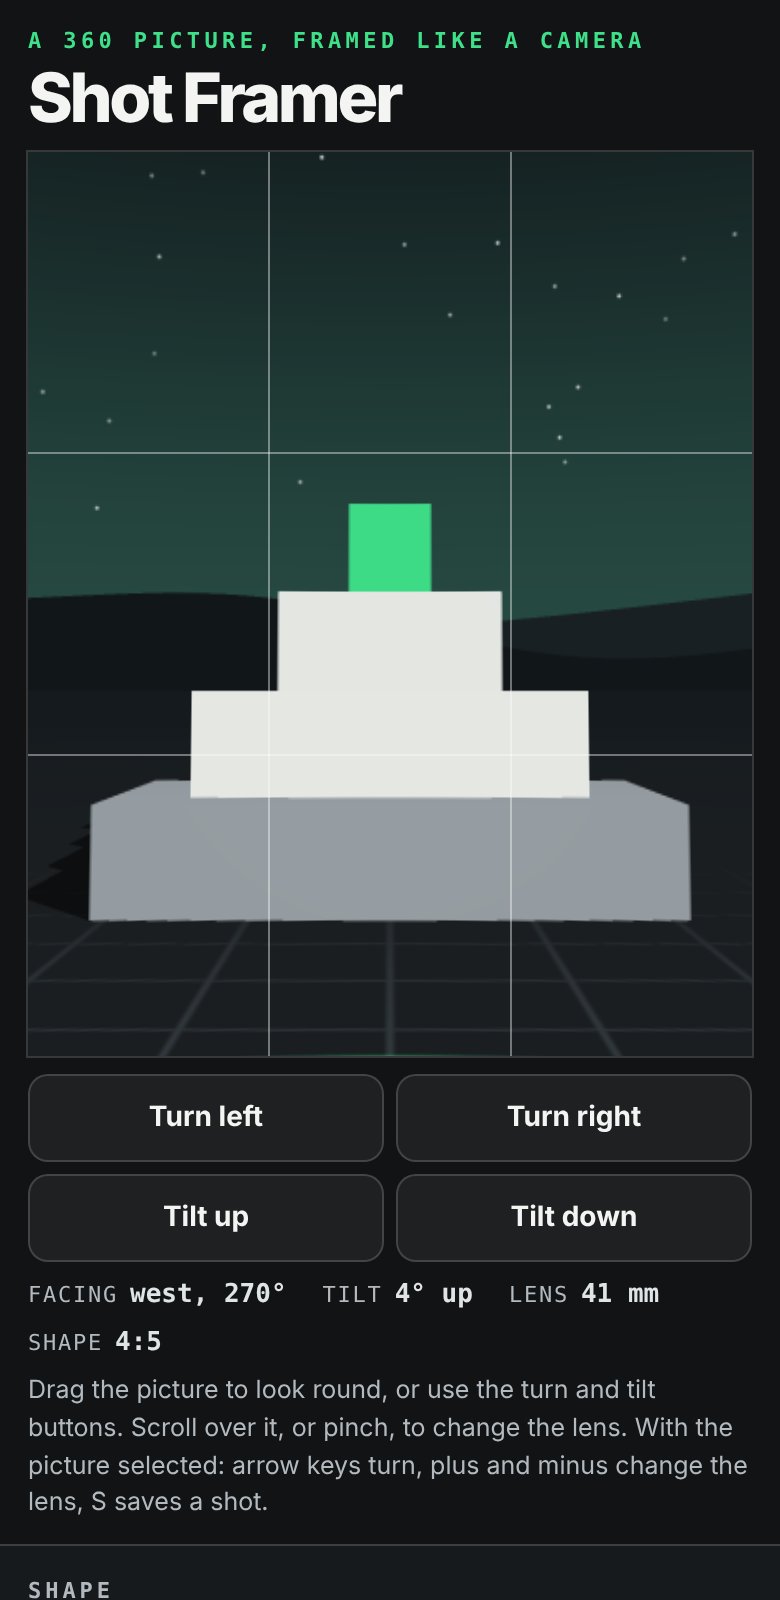 A 360 PICTURE, FRAMED LIKE A CAMERA
Shot Framer
Turn left
Turn right
Tilt up
Tilt down
FACING west, 270° TILT 4° up LENS 41 mm
SHAPE 4:5
Drag the picture to look round, or use the turn and tilt
buttons. Scroll over it, or pinch, to change the lens. With the
picture selected: arrow keys turn, plus and minus change the
lens, S saves a shot.
SHAPE